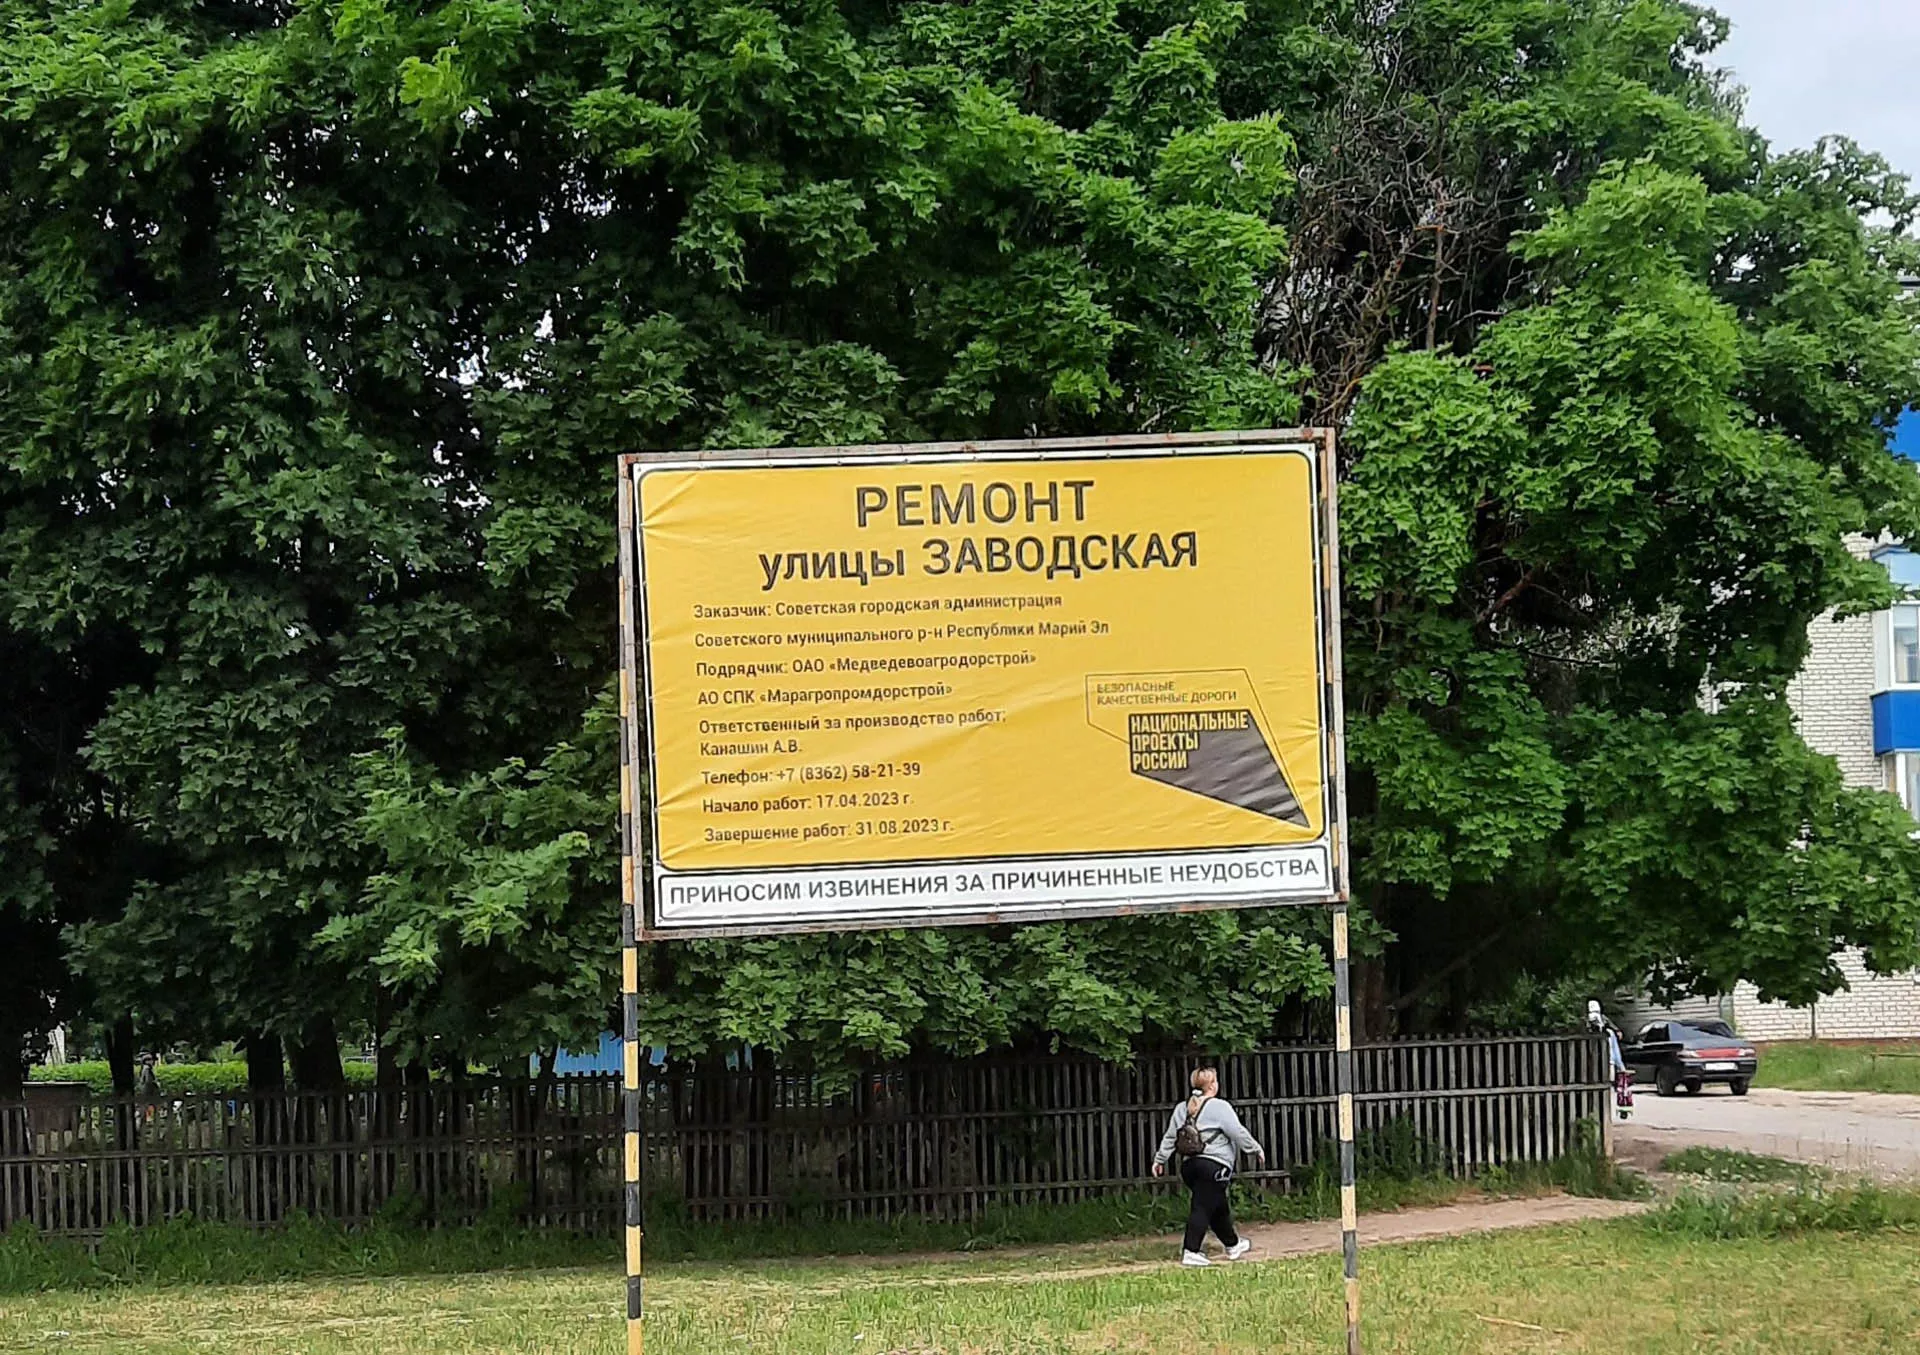 РЕМОНТ
улицы ЗАВОДСКАЯ
Заказчик: Советская городская администрация
Советского муниципального р-н Республики Марий Эл
Подрядчик: ОАО «Медведевоагродорстрой»
АО СПК «Марагропромдорстрой»
Ответственный за производство работ:
Канашин А.В.
Телефон: +7 (8362) 58-21-39
Начало работ: 17.04.2023 г.
Завершение работ: 31.08.2023 г.
БЕЗОПАСНЫЕ
КАЧЕСТВЕННЫЕ ДОРОГИ
НАЦИОНАЛЬНЫЕ
ПРОЕКТЫ
РОССИИ
ПРИНОСИМ ИЗВИНЕНИЯ ЗА ПРИЧИНЕННЫЕ НЕУДОБСТВА